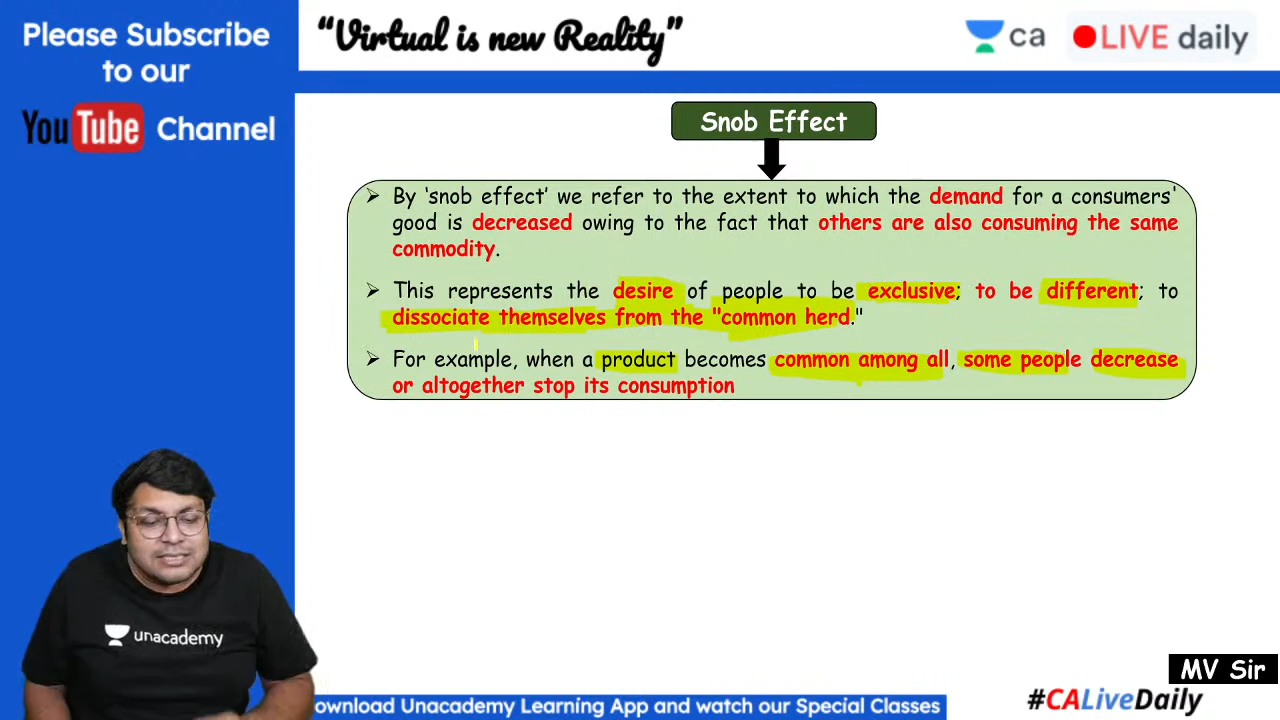 Please Subscribe
to our
YouTube Channel
“Virtual is new Reality”
ca
LIVE daily
Snob Effect
➢ By ‘snob effect’ we refer to the extent to which the demand for a consumers'
good is decreased owing to the fact that others are also consuming the same
commodity.
➢ This represents the desire of people to be exclusive; to be different; to
dissociate themselves from the "common herd."
➢ For example, when a product becomes common among all, some people decrease
or altogether stop its consumption
unacademy
MV Sir
ownload Unacademy Learning App and watch our Special Classes
#CALiveDaily